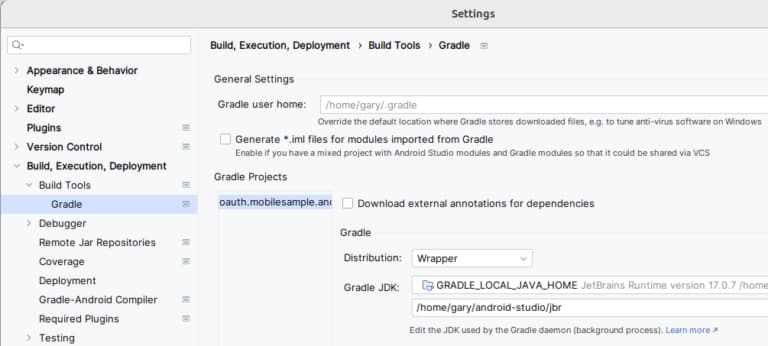 Settings
Build, Execution, Deployment › Build Tools › Gradle
Appearance & Behavior
Keymap
Editor
Plugins
Version Control
Build, Execution, Deployment
Build Tools
Gradle
Debugger
Remote Jar Repositories
Coverage
Deployment
Gradle-Android Compiler
Required Plugins
Testing
General Settings
Gradle user home: /home/gary/.gradle
Override the default location where Gradle stores downloaded files, e.g. to tune anti-virus software on Windows
Generate *.iml files for modules imported from Gradle
Enable if you have a mixed project with Android Studio modules and Gradle modules so that it could be shared via VCS
Gradle Projects
oauth.mobilesample.and
Download external annotations for dependencies
Gradle
Distribution: Wrapper
Gradle JDK: GRADLE_LOCAL_JAVA_HOME JetBrains Runtime version 17.0.7 /home
/home/gary/android-studio/jbr
Edit the JDK used by the Gradle daemon (background process). Learn more ↗